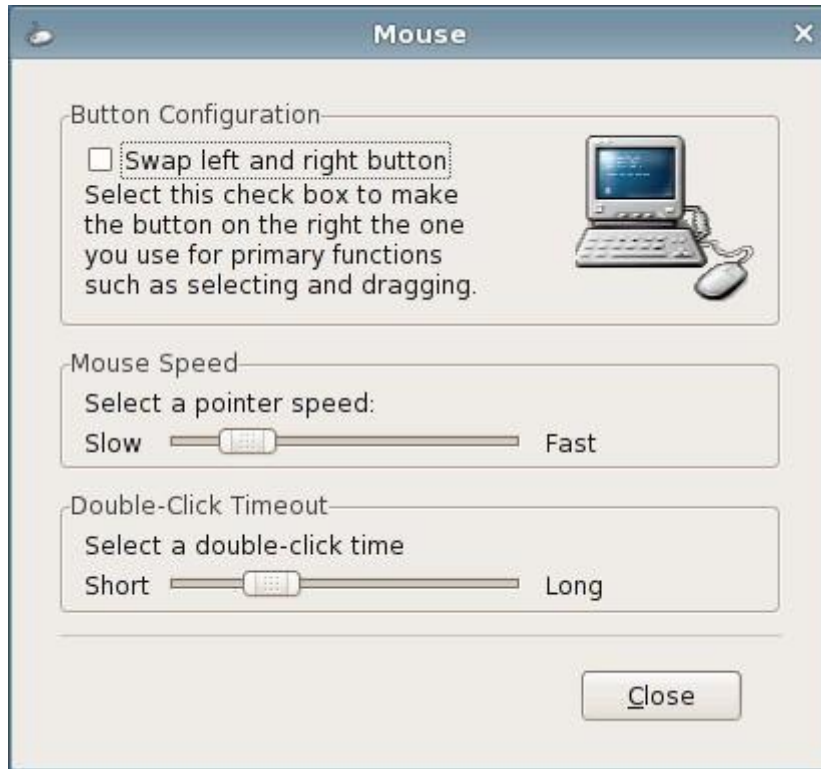 Mouse
Button Configuration
Swap left and right button
Select this check box to make
the button on the right the one
you use for primary functions
such as selecting and dragging.
Mouse Speed
Select a pointer speed:
Slow Fast
Double-Click Timeout
Select a double-click time
Short Long
Close